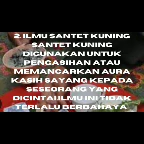 2.ILMU SANTET KUNING
SANTET KUNING
DIGUNAKAN UNTUK
PENGASIHAN ATAU
MEMANCARKAN AURA
KASIH SAYANG KEPADA
SESEORANG YANG
DICINTAI.ILMU INI TIDAK
TERLALU BERBAHAYA